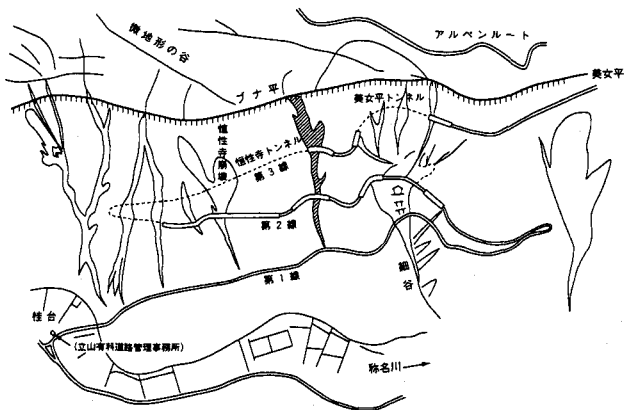 微地形の谷
アルペンルート
美女平
ブナ平
美女平トンネル
恒性寺崩壊
恒性寺トンネル
第3線
第2線
細谷
第1線
桂台
(立山有料道路管理事務所)
称名川